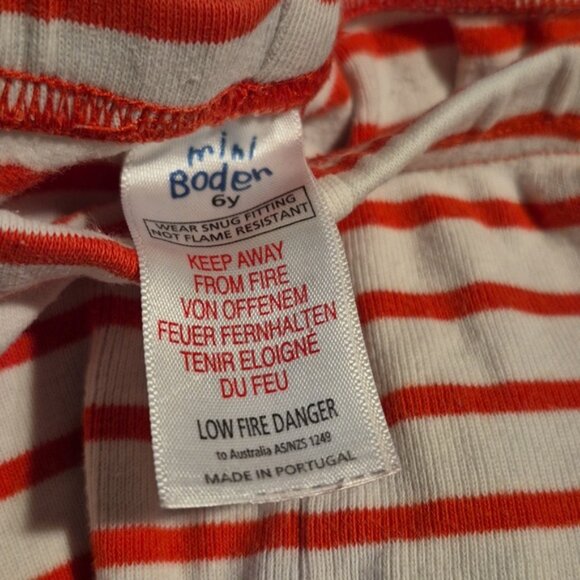 mini
Boden
6y
WEAR SNUG FITTING
NOT FLAME RESISTANT
KEEP AWAY
FROM FIRE
VON OFFENEM
FEUER FERNHALTEN
TENIR ELOIGNÉ
DU FEU
LOW FIRE DANGER
to Australia AS/NZS 1249
MADE IN PORTUGAL